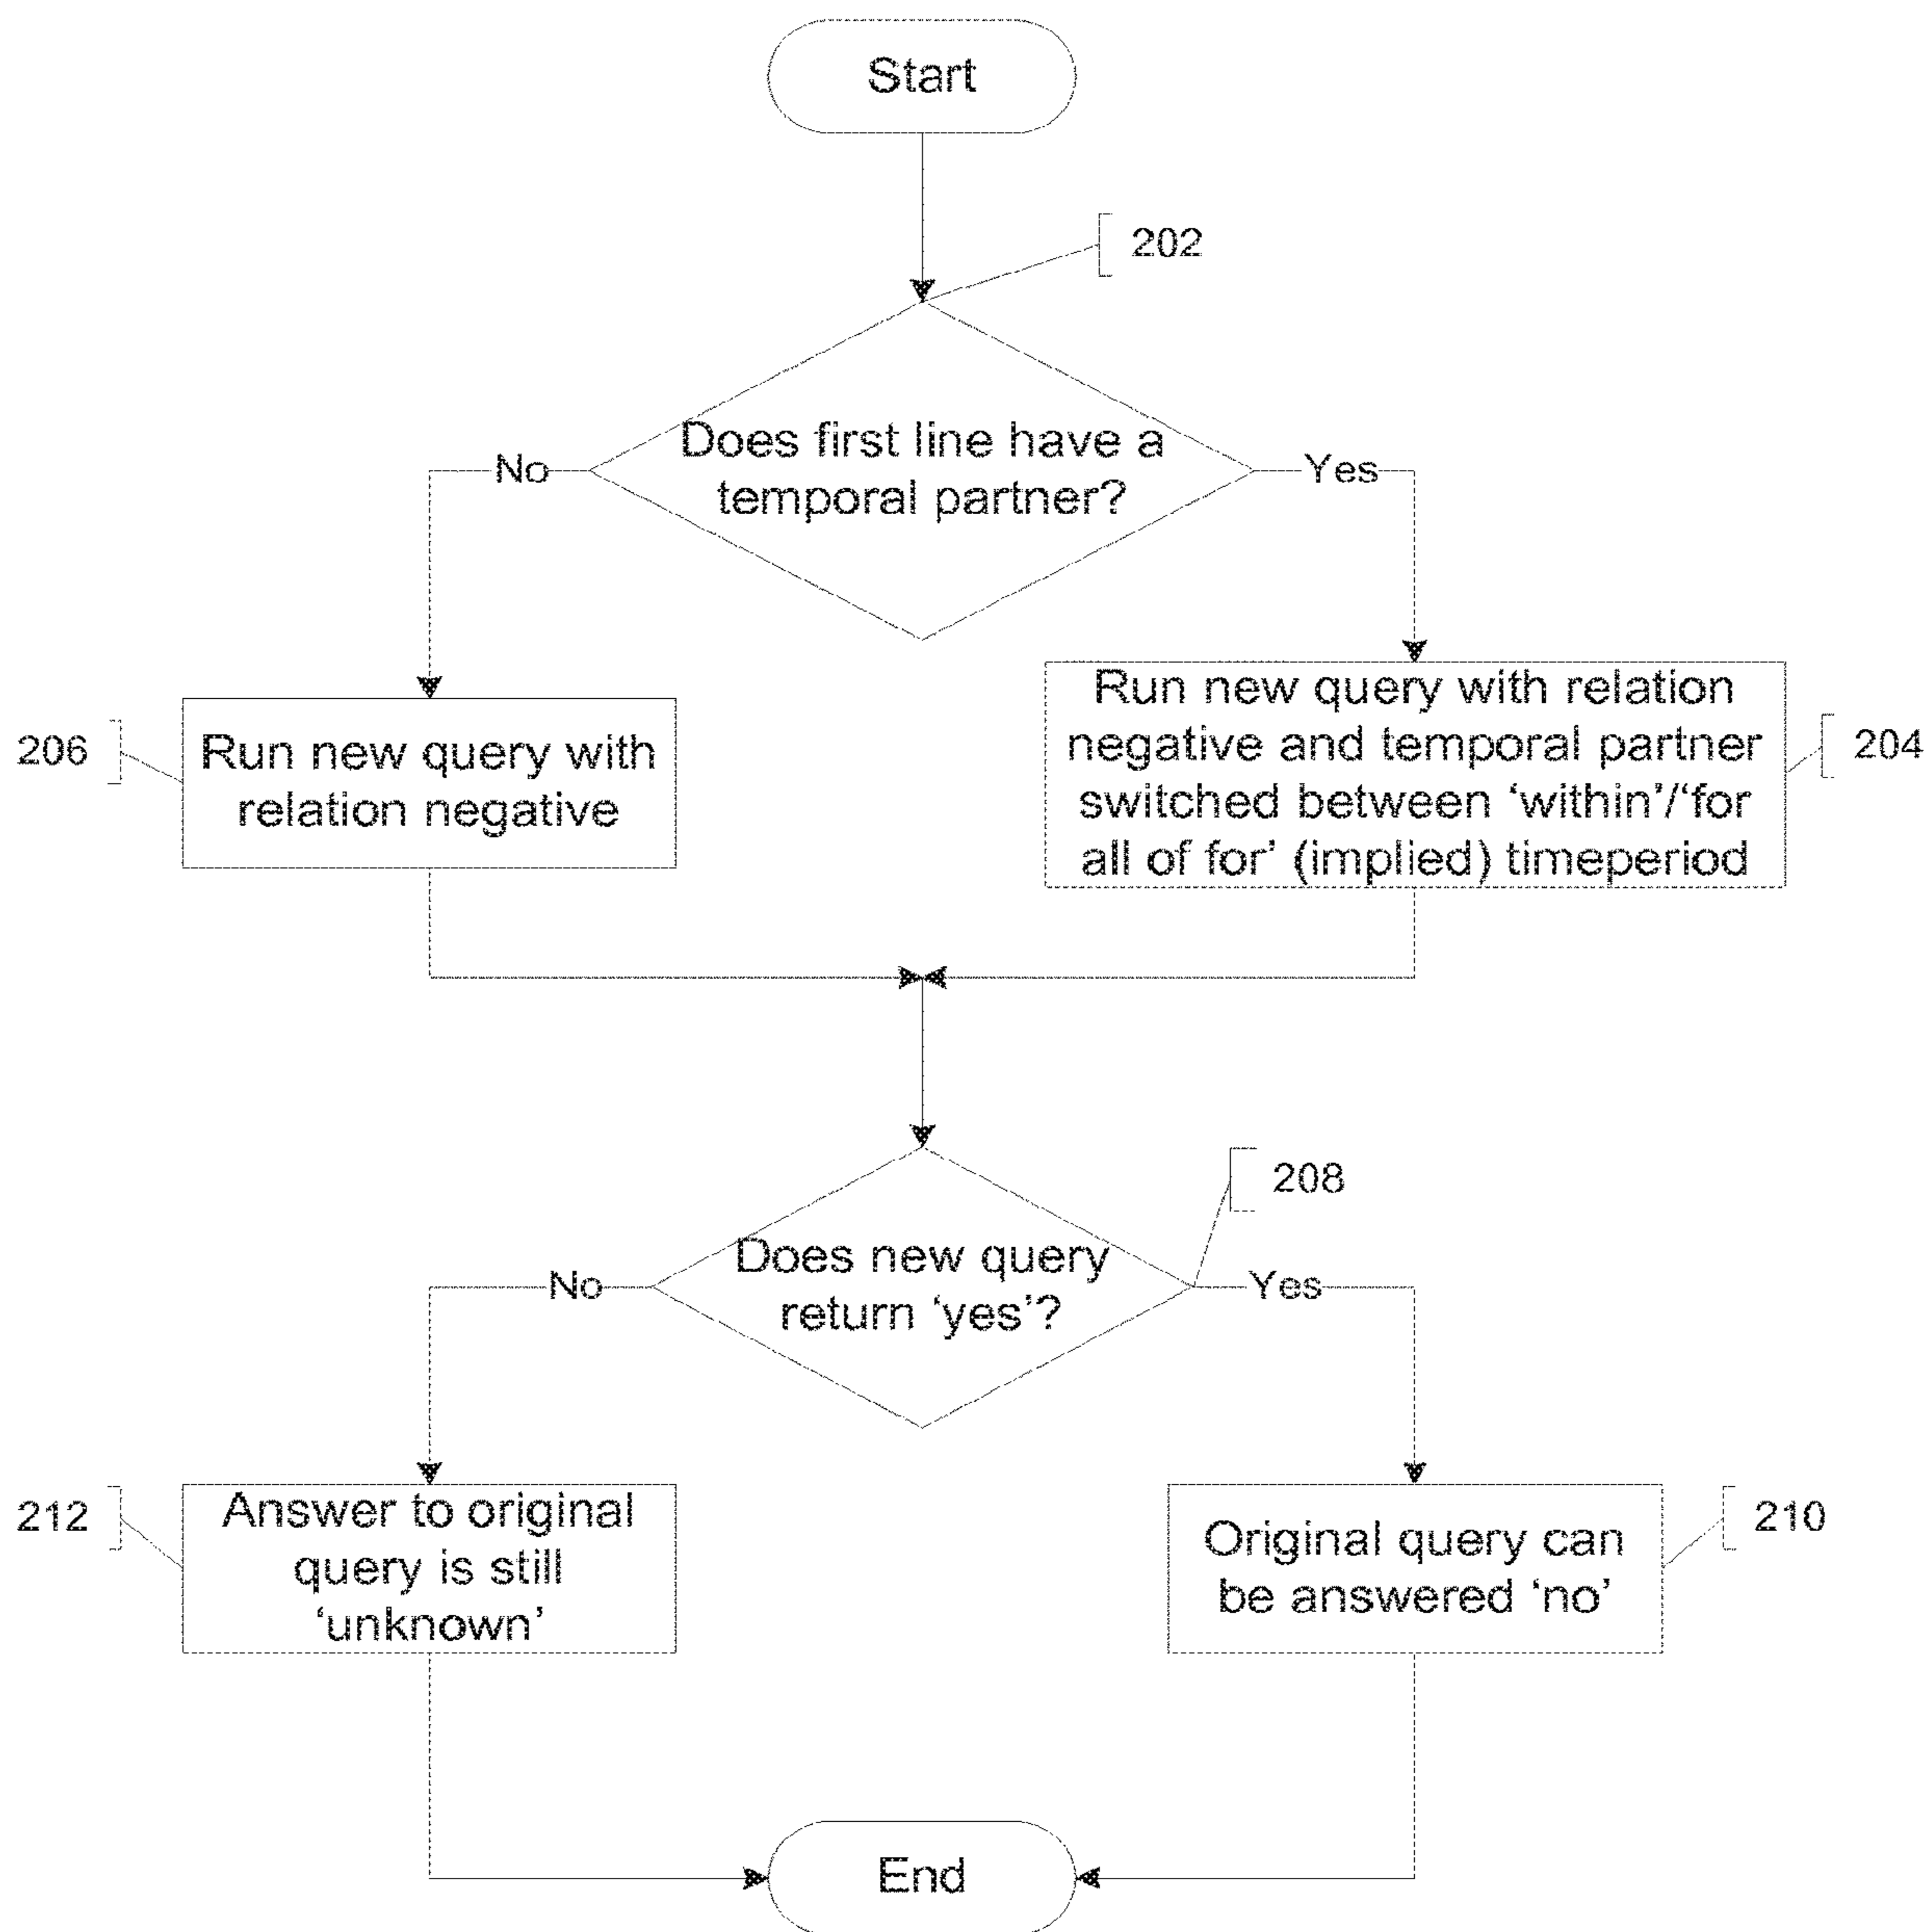 Start
202
Does first line have a
temporal partner?
No
Yes
206
Run new query with
relation negative
Run new query with relation
negative and temporal partner
switched between ‘within’/‘for
all of for’ (implied) timeperiod
204
208
Does new query
return ‘yes’?
No
Yes
212
Answer to original
query is still
‘unknown’
Original query can
be answered ‘no’
210
End